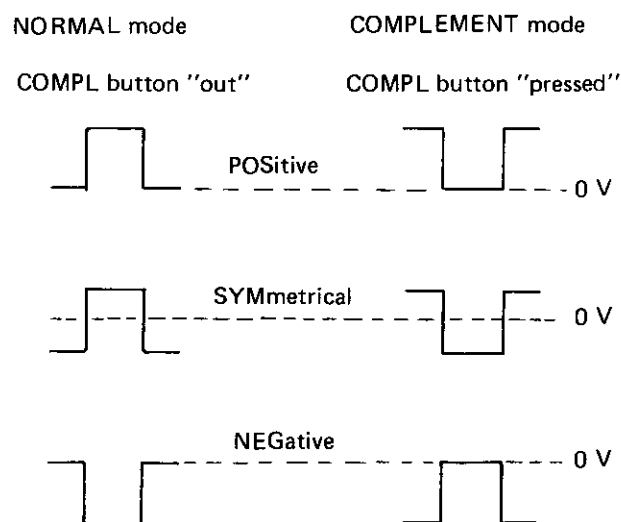 NORMAL mode COMPLEMENT mode
COMPL button "out" COMPL button "pressed"
POSitive
0 V
SYMmetrical
0 V
NEGative
0 V